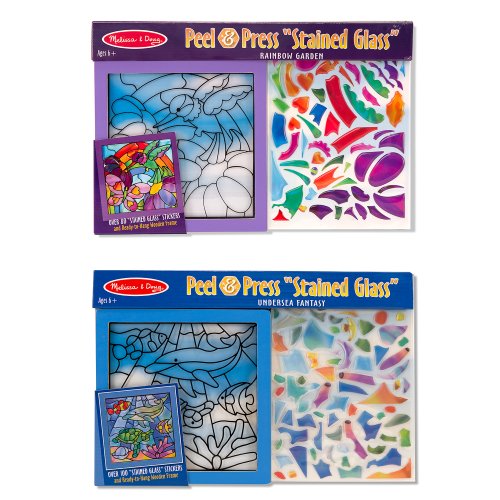 Melissa & Doug
Peel & Press "Stained Glass"
Ages 6+
RAINBOW GARDEN
OVER 80 "STAINED GLASS" STICKERS
and Ready-to-Hang Wooden Frame
Melissa & Doug
Peel & Press "Stained Glass"
Ages 6+
UNDERSEA FANTASY
OVER 100 "STAINED GLASS" STICKERS
and Ready-to-Hang Wooden Frame